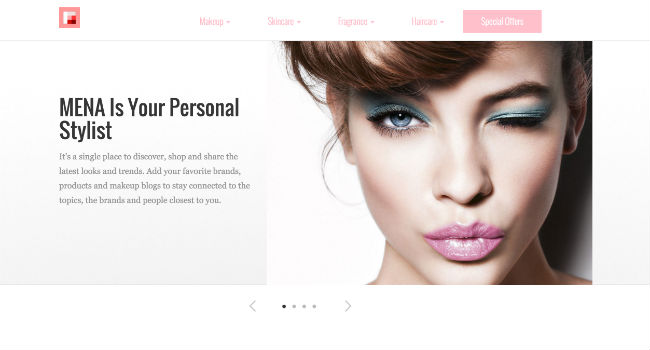 Makeup
Skincare
Fragrance
Haircare
Special Offers
MENA Is Your Personal
Stylist
It's a single place to discover, shop and share the
latest looks and trends. Add your favorite brands,
products and makeup blogs to stay connected to the
topics, the brands and people closest to you.